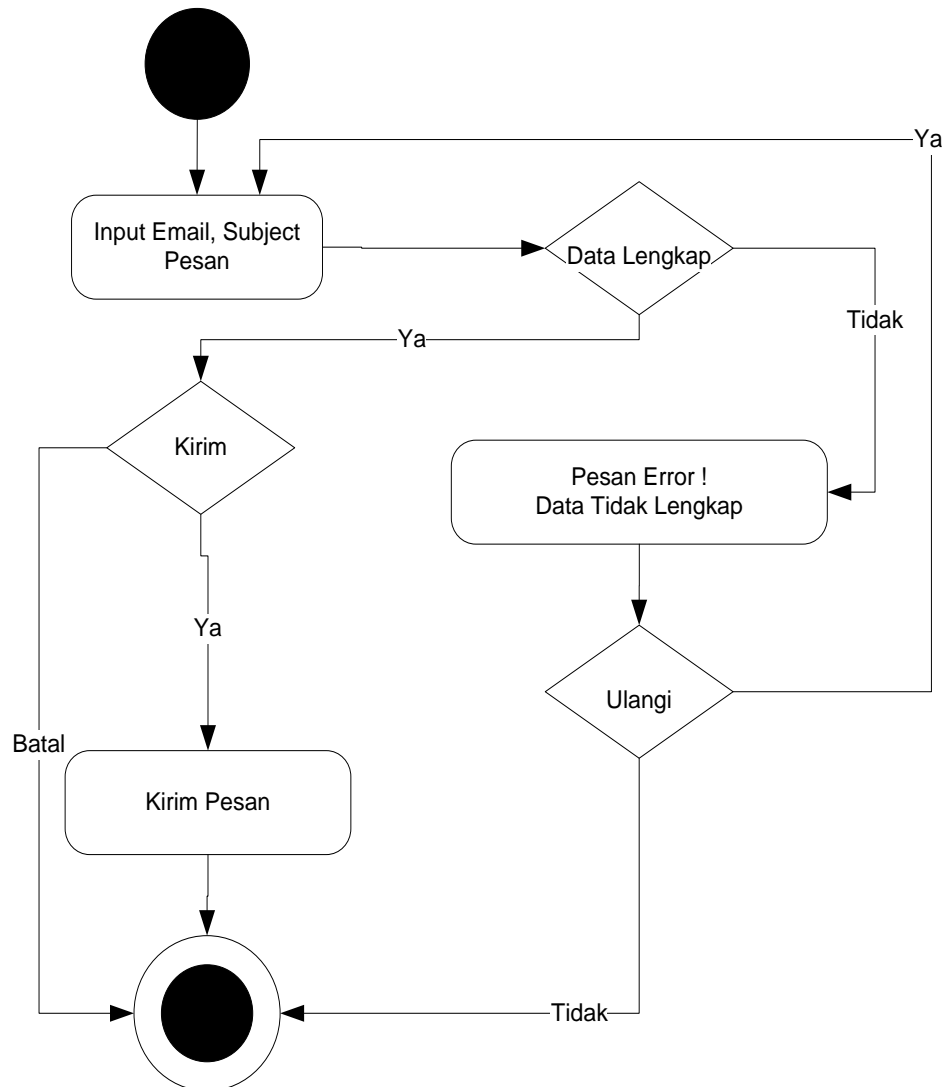 Ya
Input Email, Subject
Pesan
Data Lengkap
Tidak
Ya
Kirim
Pesan Error !
Data Tidak Lengkap
Ya
Ulangi
Batal
Kirim Pesan
Tidak